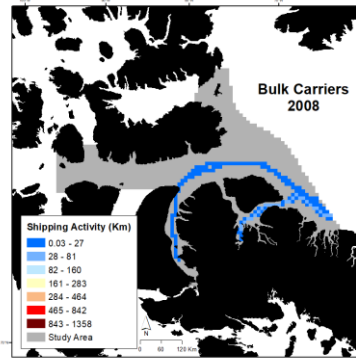 Bulk Carriers
2008
Shipping Activity (Km)
0.03 - 27
28 - 81
82 - 160
161 - 283
284 - 464
465 - 842
843 - 1358
Study Area
N
0
120 Km